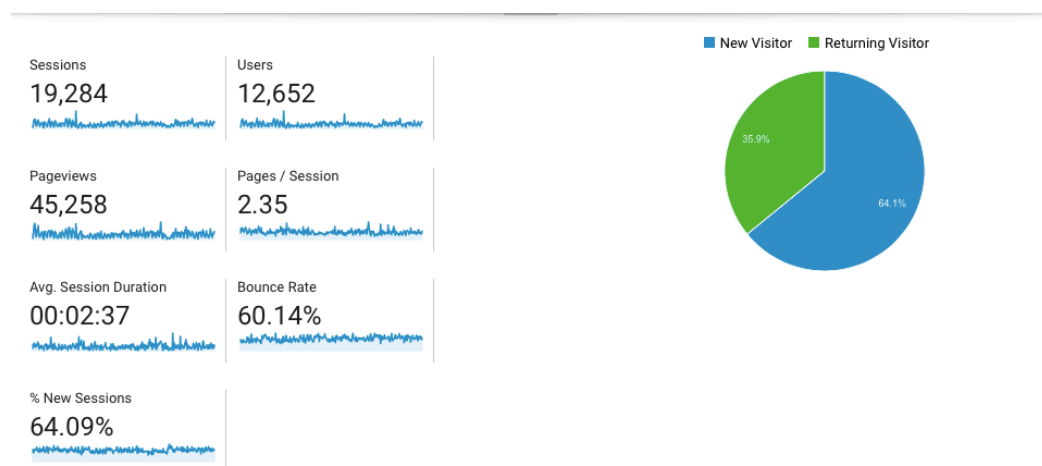 Sessions
19,284
Users
12,652
Pageviews
45,258
Pages / Session
2.35
Avg. Session Duration
00:02:37
Bounce Rate
60.14%
% New Sessions
64.09%
New Visitor
Returning Visitor
35.9%
64.1%